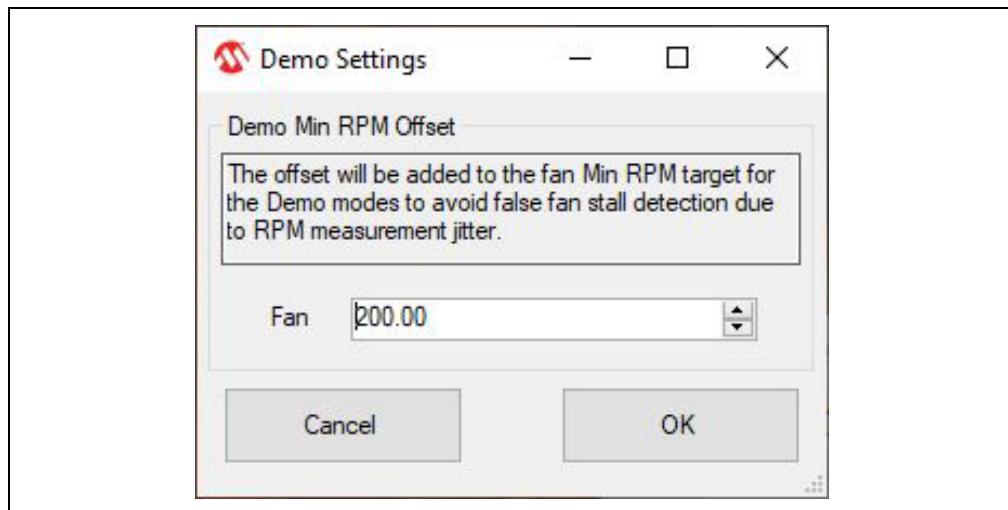 Demo Settings
Demo Min RPM Offset
The offset will be added to the fan Min RPM target for
the Demo modes to avoid false fan stall detection due
to RPM measurement jitter.
Fan 200.00
Cancel OK